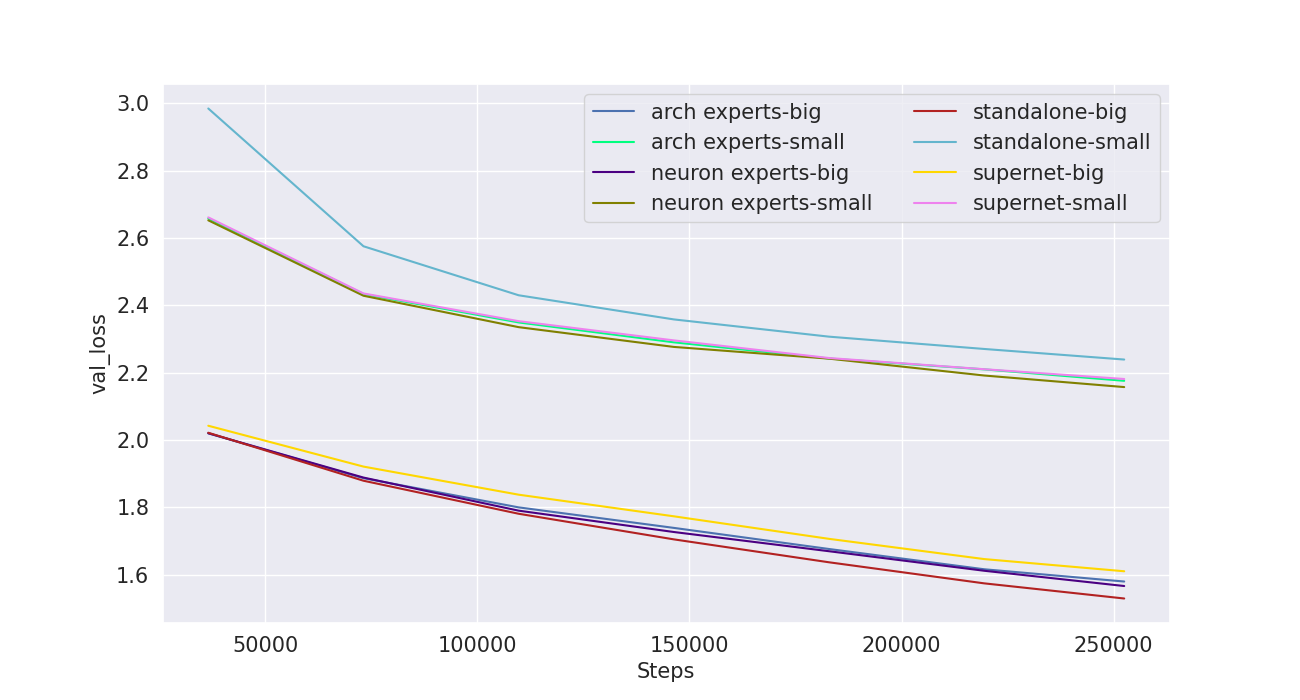 3.0
2.8
2.6
2.4
2.2
2.0
1.8
1.6
val_loss
arch experts-big
arch experts-small
neuron experts-big
neuron experts-small
standalone-big
standalone-small
supernet-big
supernet-small
50000 100000 150000 200000 250000
Steps